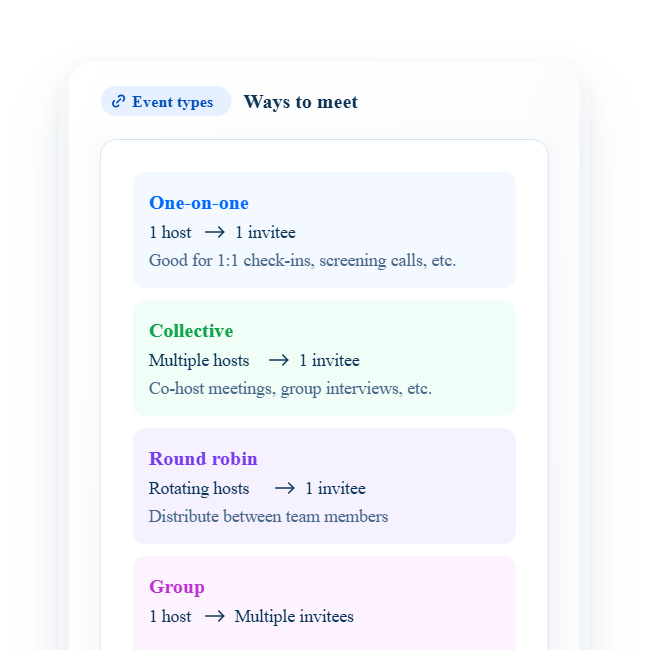 Event types Ways to meet
One-on-one
1 host → 1 invitee
Good for 1:1 check-ins, screening calls, etc.
Collective
Multiple hosts → 1 invitee
Co-host meetings, group interviews, etc.
Round robin
Rotating hosts → 1 invitee
Distribute between team members
Group
1 host → Multiple invitees